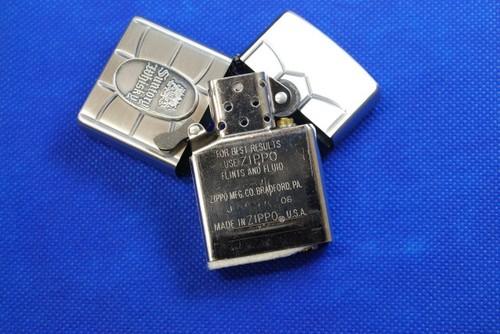 Suntory
Whisky
FOR BEST RESULTS
USE ZIPPO
FLINTS AND FLUID
ZIPPO MFG. CO. BRADFORD, PA.
J 06
MADE IN ZIPPO ® U.S.A.